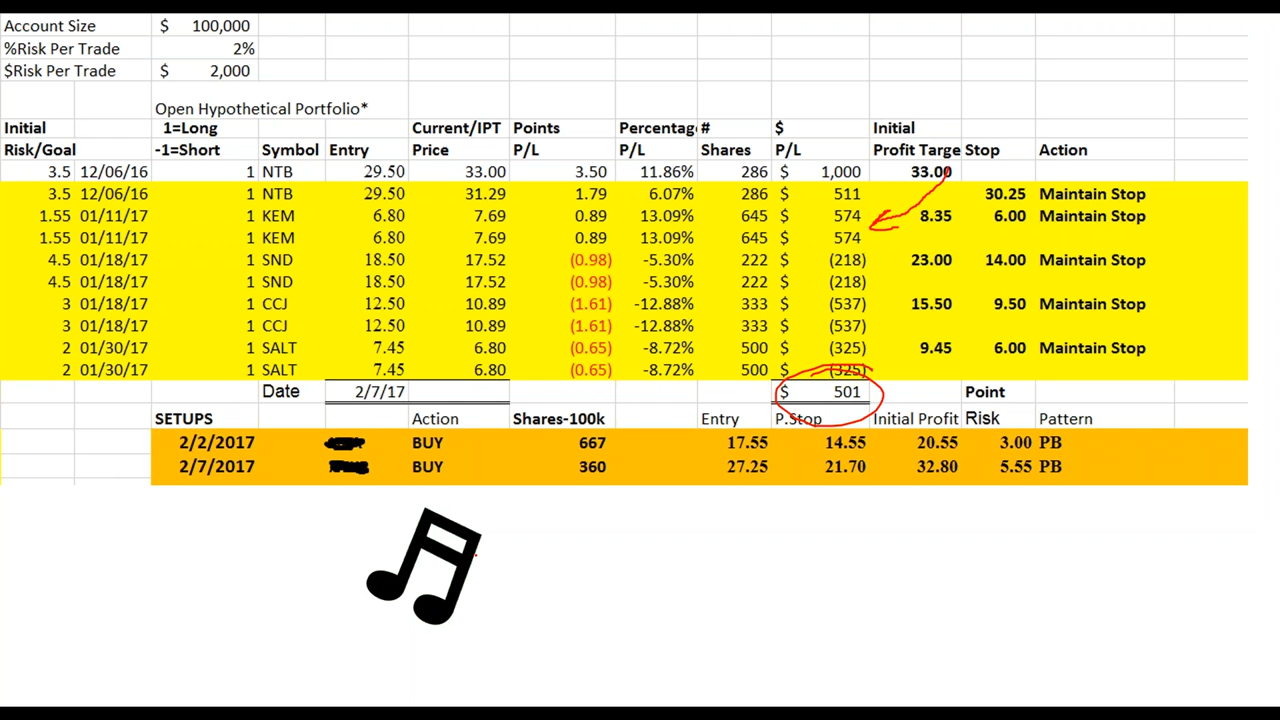 Account Size $ 100,000
%Risk Per Trade 2%
$Risk Per Trade $ 2,000
Open Hypothetical Portfolio*
Initial 1=Long Current/IPT Points Percentag # $ Initial
Risk/Goal -1=Short Symbol Entry Price P/L P/L Shares P/L Profit Targe Stop Action
3.5 12/06/16 1 NTB 29.50 33.00 3.50 11.86% 286 $ 1,000 33.00
3.5 12/06/16 1 NTB 29.50 31.29 1.79 6.07% 286 $ 511 30.25 Maintain Stop
1.55 01/11/17 1 KEM 6.80 7.69 0.89 13.09% 645 $ 574 8.35 6.00 Maintain Stop
1.55 01/11/17 1 KEM 6.80 7.69 0.89 13.09% 645 $ 574
4.5 01/18/17 1 SND 18.50 17.52 (0.98) -5.30% 222 $ (218) 23.00 14.00 Maintain Stop
4.5 01/18/17 1 SND 18.50 17.52 (0.98) -5.30% 222 $ (218)
3 01/18/17 1 CCJ 12.50 10.89 (1.61) -12.88% 333 $ (537) 15.50 9.50 Maintain Stop
3 01/18/17 1 CCJ 12.50 10.89 (1.61) -12.88% 333 $ (537)
2 01/30/17 1 SALT 7.45 6.80 (0.65) -8.72% 500 $ (325) 9.45 6.00 Maintain Stop
2 01/30/17 1 SALT 7.45 6.80 (0.65) -8.72% 500 $ (325)
Date 2/7/17 $ 501 Point
SETUPS Action Shares-100k Entry P.Stop Initial Profit Risk Pattern
2/2/2017 BUY 667 17.55 14.55 20.55 3.00 PB
2/7/2017 BUY 360 27.25 21.70 32.80 5.55 PB